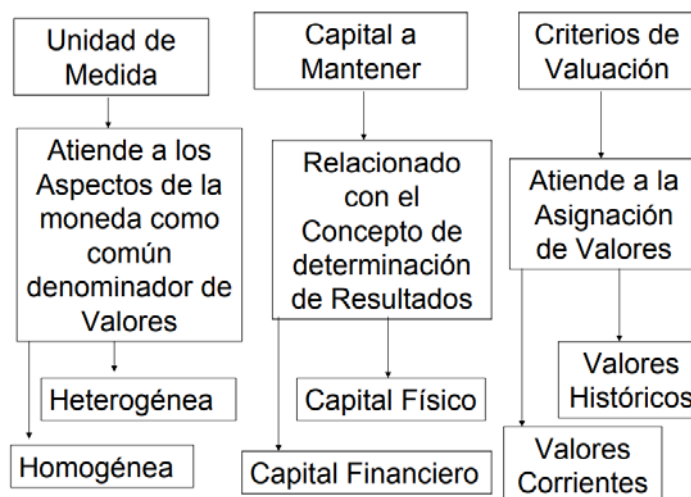 Unidad de
Medida
Atiende a los
Aspectos de la
moneda como
común
denominador de
Valores
Heterogénea
Homogénea
Capital a
Mantener
Relacionado
con el
Concepto de
determinación
de Resultados
Capital Físico
Capital Financiero
Criterios de
Valuación
Atiende a la
Asignación
de Valores
Valores
Históricos
Valores
Corrientes